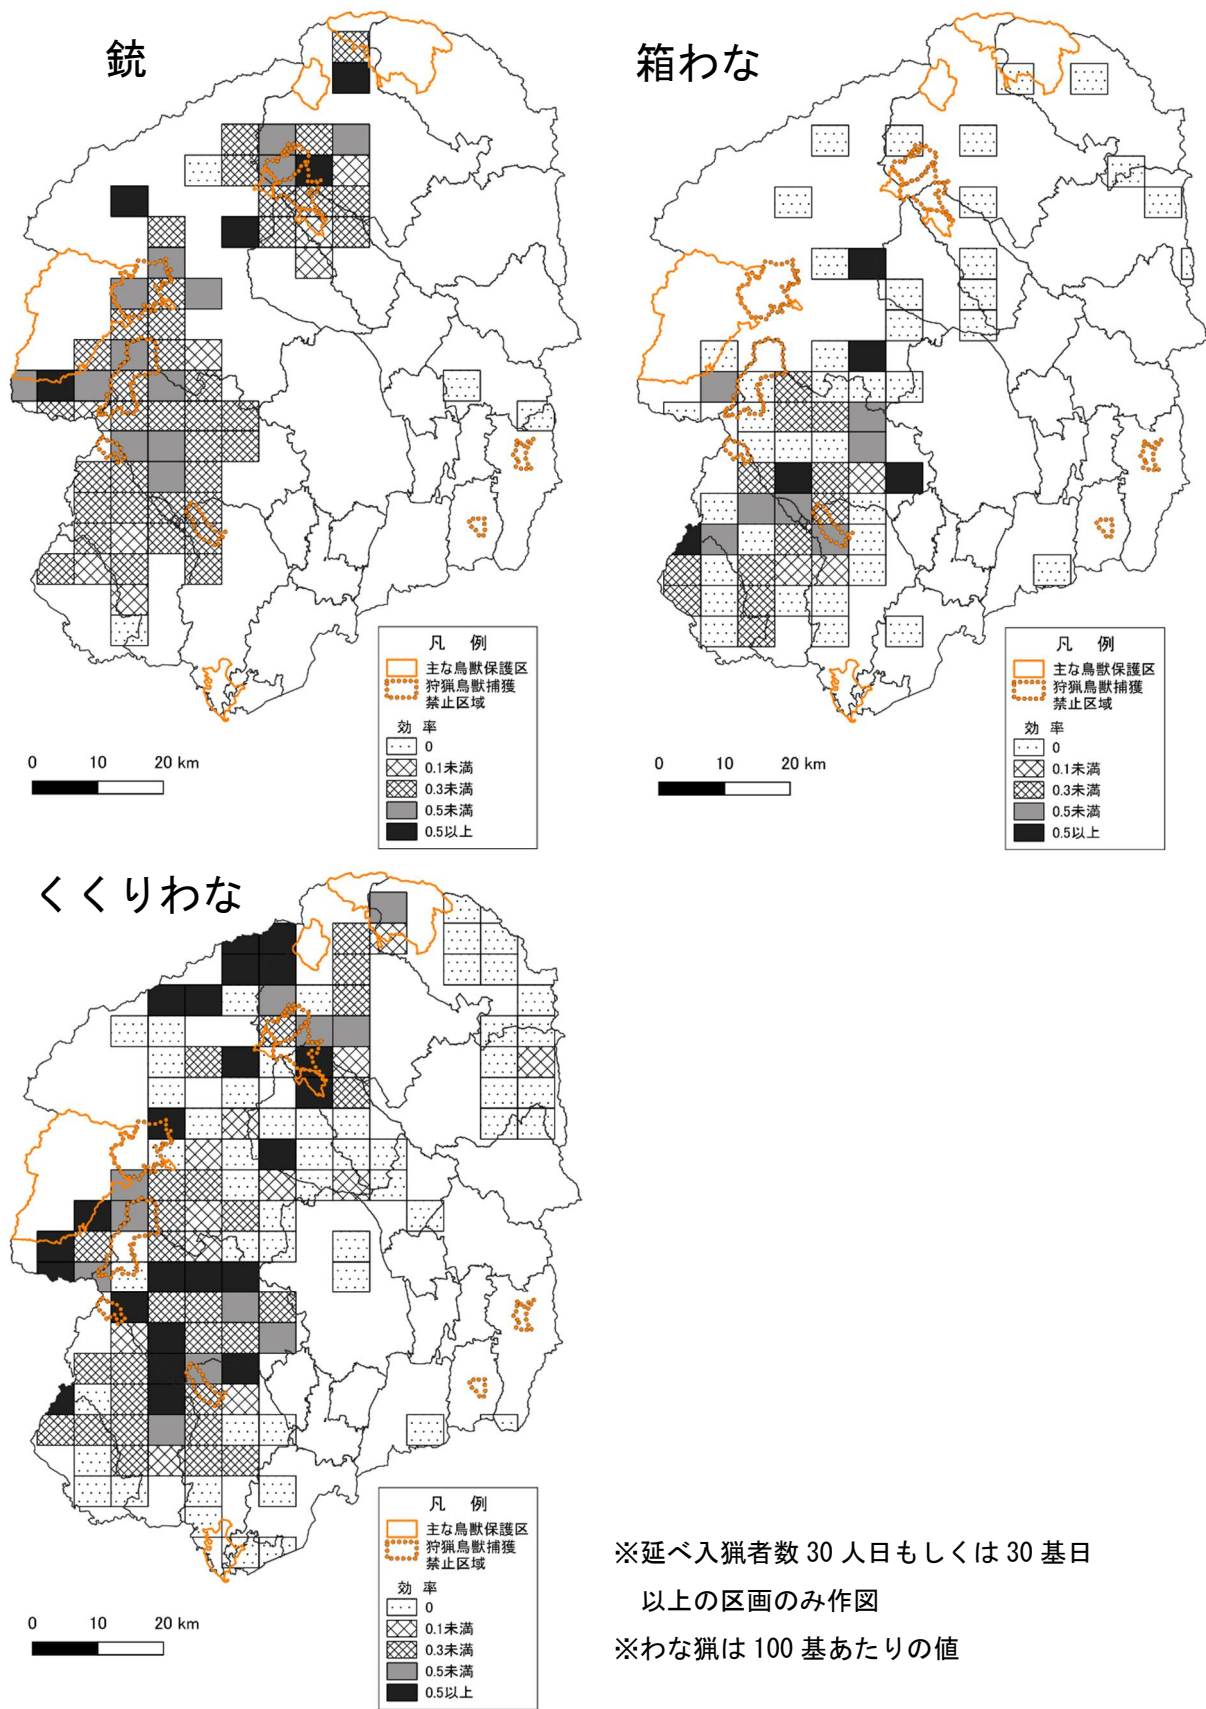 銃
箱わな
凡 例
主な鳥獣保護区
狩猟鳥獣捕獲
禁止区域
効 率
0
0.1未満
0.3未満
0.5未満
0.5以上
0 10 20 km
凡 例
主な鳥獣保護区
狩猟鳥獣捕獲
禁止区域
効 率
0
0.1未満
0.3未満
0.5未満
0.5以上
0 10 20 km
くくりわな
凡 例
主な鳥獣保護区
狩猟鳥獣捕獲
禁止区域
効 率
0
0.1未満
0.3未満
0.5未満
0.5以上
0 10 20 km
※延べ入猟者数 30 人日もしくは 30 基日
以上の区画のみ作図
※わな猟は 100 基あたりの値